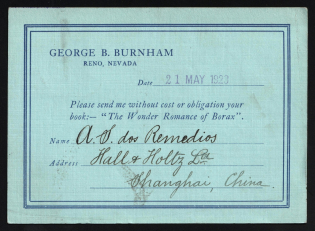 GEORGE B. BURNHAM
RENO, NEVADA
Date 21 MAY 1923
Please send me without cost or obligation your
book:-- "The Wonder Romance of Borax".
Name A. S. dos Remedios
Address Hall & Holtz Ld
Shanghai, China.